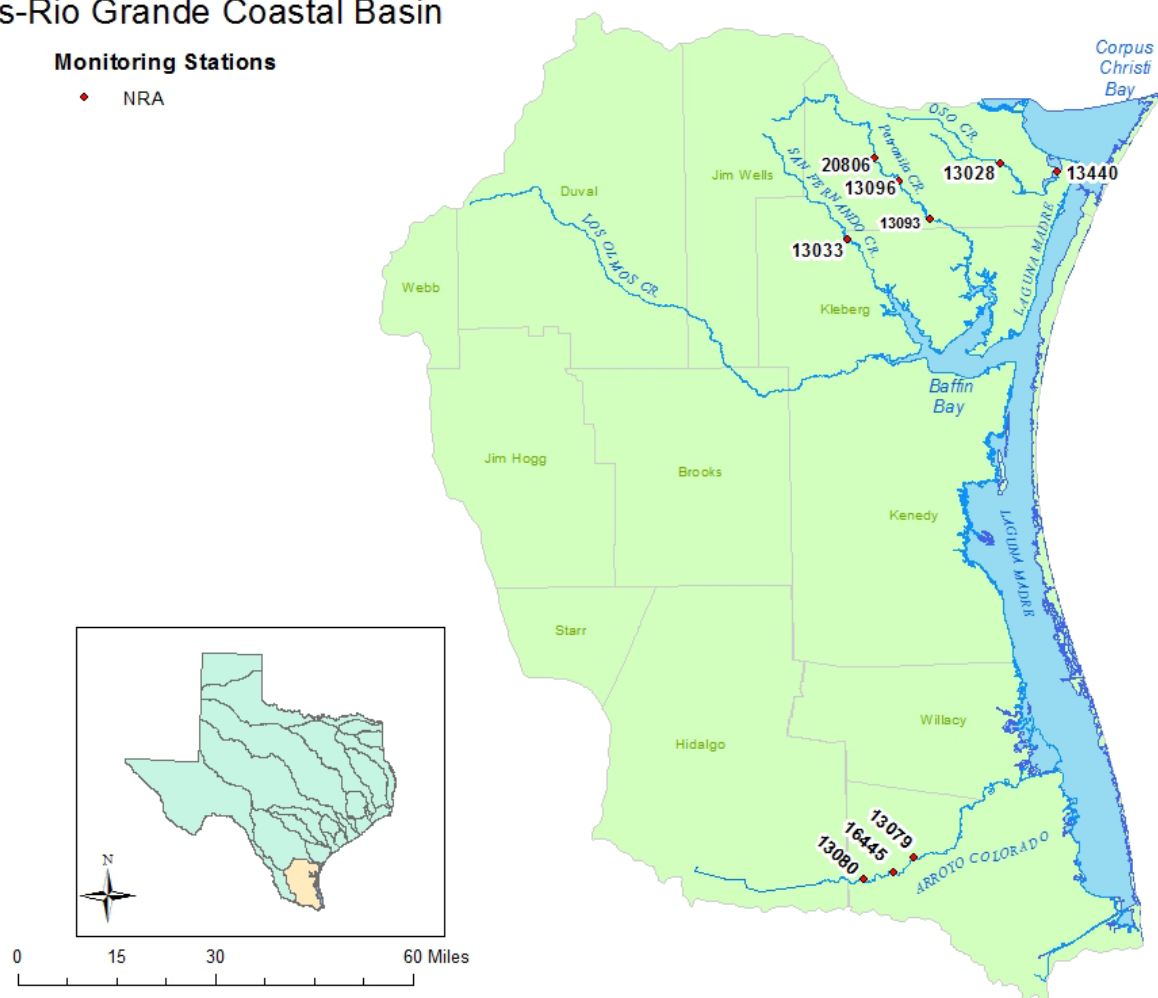 s-Rio Grande Coastal Basin
Monitoring Stations
NRA
Corpus
Christi
Bay
OSO CR.
Patronila CR.
SAN FERNANDO CR.
20806
13096
13028
13440
Jim Wells
Duval
13093
LOS OLMOS CR.
13033
LAGUNA MADRE
Webb
Kleberg
Baffin
Bay
Jim Hogg
Brooks
Kenedy
LAGUNA MADRE
Starr
Willacy
Hidalgo
13079
16445
13080
ARROYO COLORADO
N
0 15 30 60 Miles